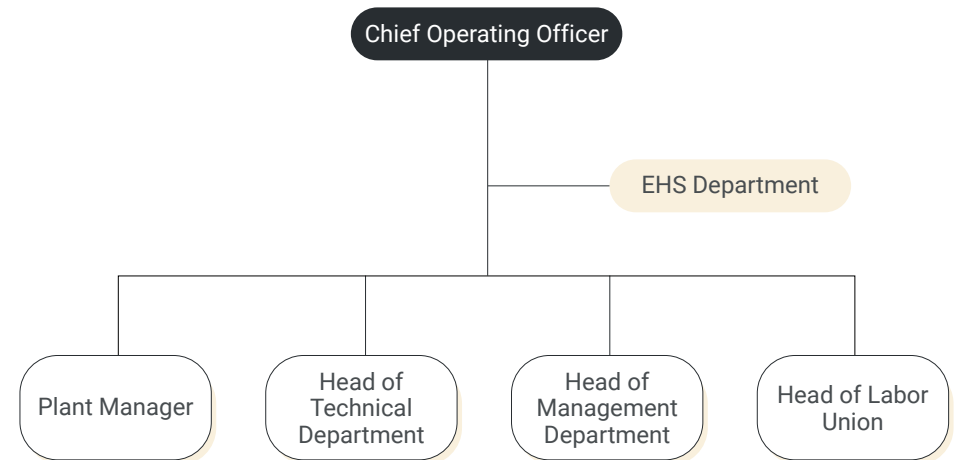 Chief Operating Officer
EHS Department
Plant Manager
Head of
Technical
Department
Head of
Management
Department
Head of Labor
Union